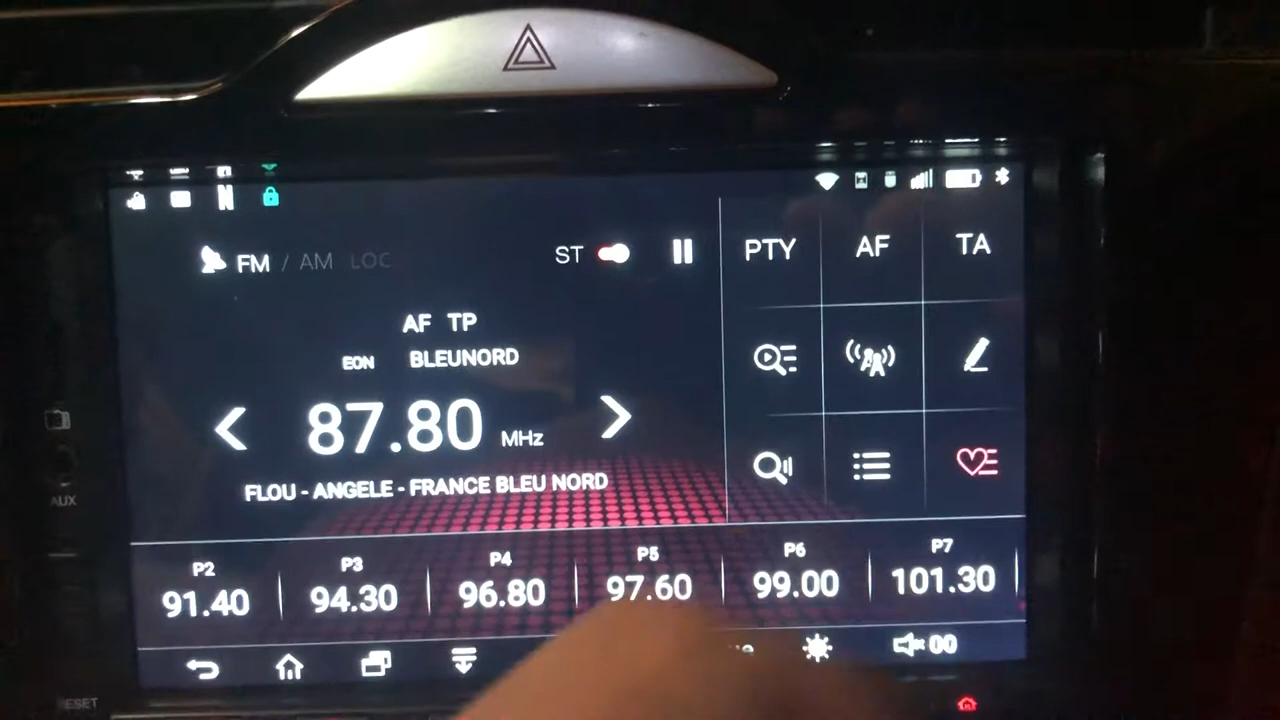 N
FM / AM LOC
ST
PTY
AF
TA
AF TP
EON
BLEUNORD
87.80 MHz
FLOU - ANGELE - FRANCE BLEU NORD
AUX
P2
P3
P4
P5
P6
P7
91.40
94.30
96.80
97.60
99.00
101.30
00
RESET